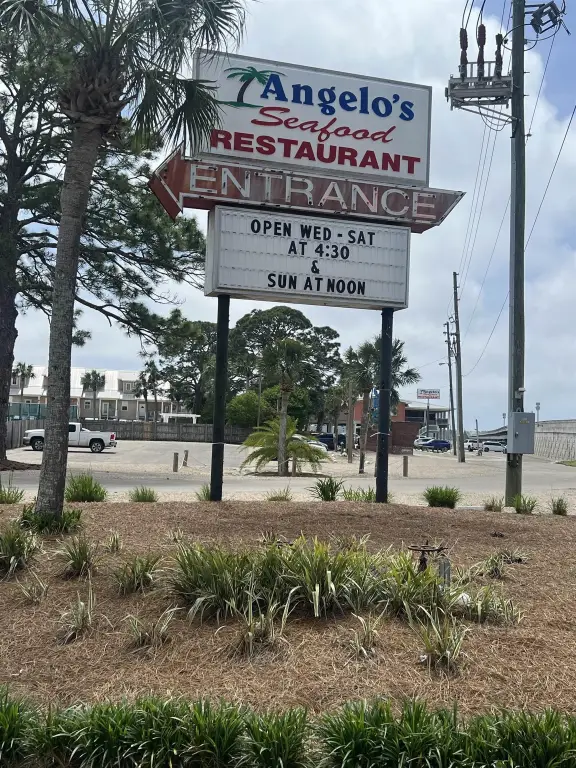 Angelo's
Seafood
RESTAURANT
ENTRANCE
OPEN WED - SAT
AT 4:30
&
SUN AT NOON